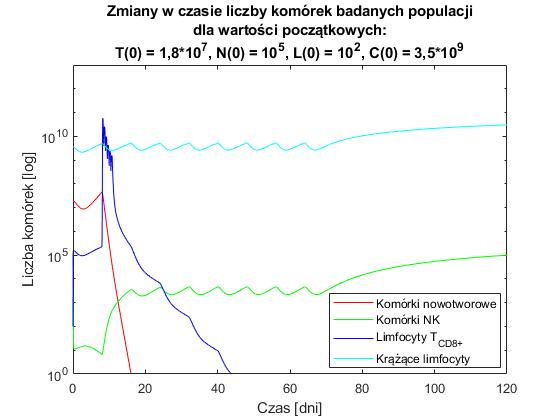 Zmiany w czasie liczby komórek badanych populacji
dla wartości początkowych:
T(0) = 1,8*10^7, N(0) = 10^5, L(0) = 10^2, C(0) = 3,5*10^9
Liczba komórek [log]
10^10
10^5
10^0
0 20 40 60 80 100 120
Czas [dni]
Komórki nowotworowe
Komórki NK
Limfocyty T_CD8+
Krążące limfocyty